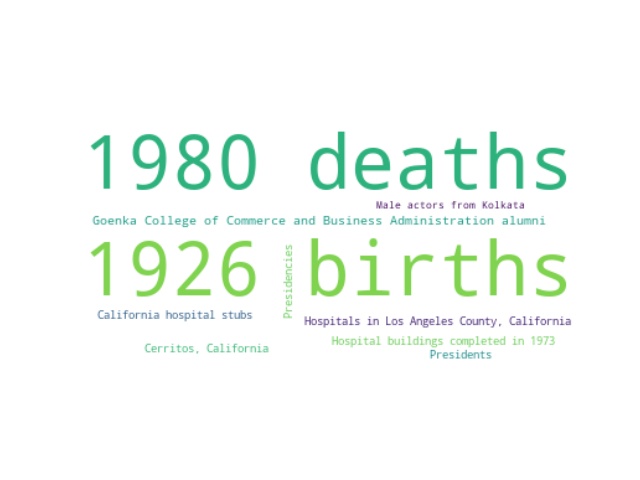 1980 deaths
Male actors from Kolkata
Goenka College of Commerce and Business Administration alumni
1926 births
Presidencies
California hospital stubs
Hospitals in Los Angeles County, California
Hospital buildings completed in 1973
Cerritos, California
Presidents